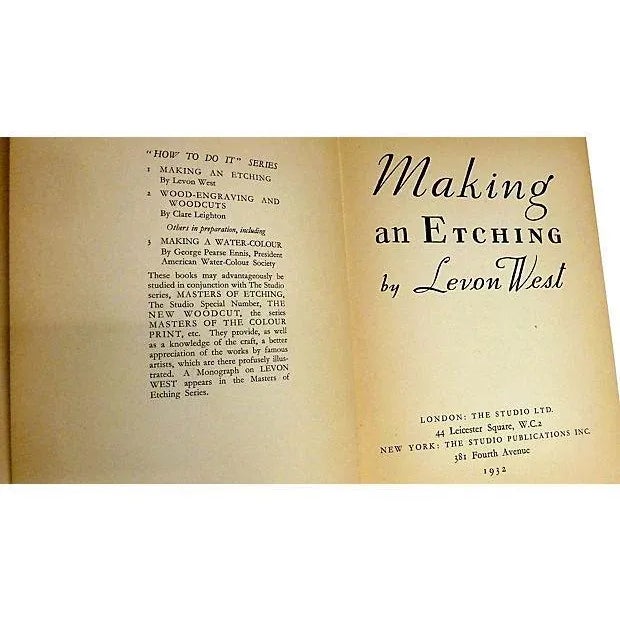 "HOW TO DO IT" SERIES
1 MAKING AN ETCHING
By Levon West
2 WOOD-ENGRAVING AND
WOODCUTS
By Clare Leighton
Others in preparation, including
3 MAKING A WATER-COLOUR
By George Pearse Ennis, President
American Water-Colour Society
These books may advantageously be
studied in conjunction with The Studio
series, MASTERS OF ETCHING,
The Studio Special Number, THE
NEW WOODCUT, the series
MASTERS OF THE COLOUR
PRINT, etc. They provide, as well
as a knowledge of the craft, a better
appreciation of the works by famous
artists, which are there profusely illus-
trated. A Monograph on LEVON
WEST appears in the Masters of
Etching Series.
Making
an ETCHING
by Levon West
LONDON: THE STUDIO LTD.
44 Leicester Square, W.C.2
NEW YORK: THE STUDIO PUBLICATIONS INC.
381 Fourth Avenue
1932